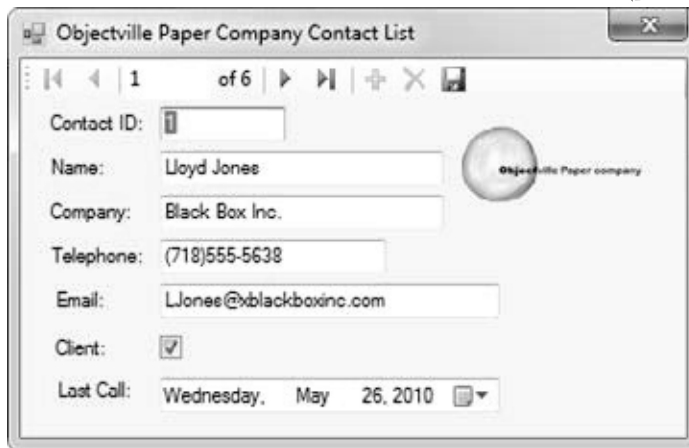 Objectville Paper Company Contact List
1 of 6
Contact ID: 1
Name: Lloyd Jones
Objectville Paper company
Company: Black Box Inc.
Telephone: (718)555-5638
Email: LJones@xblackboxinc.com
Client:
Last Call: Wednesday, May 26, 2010